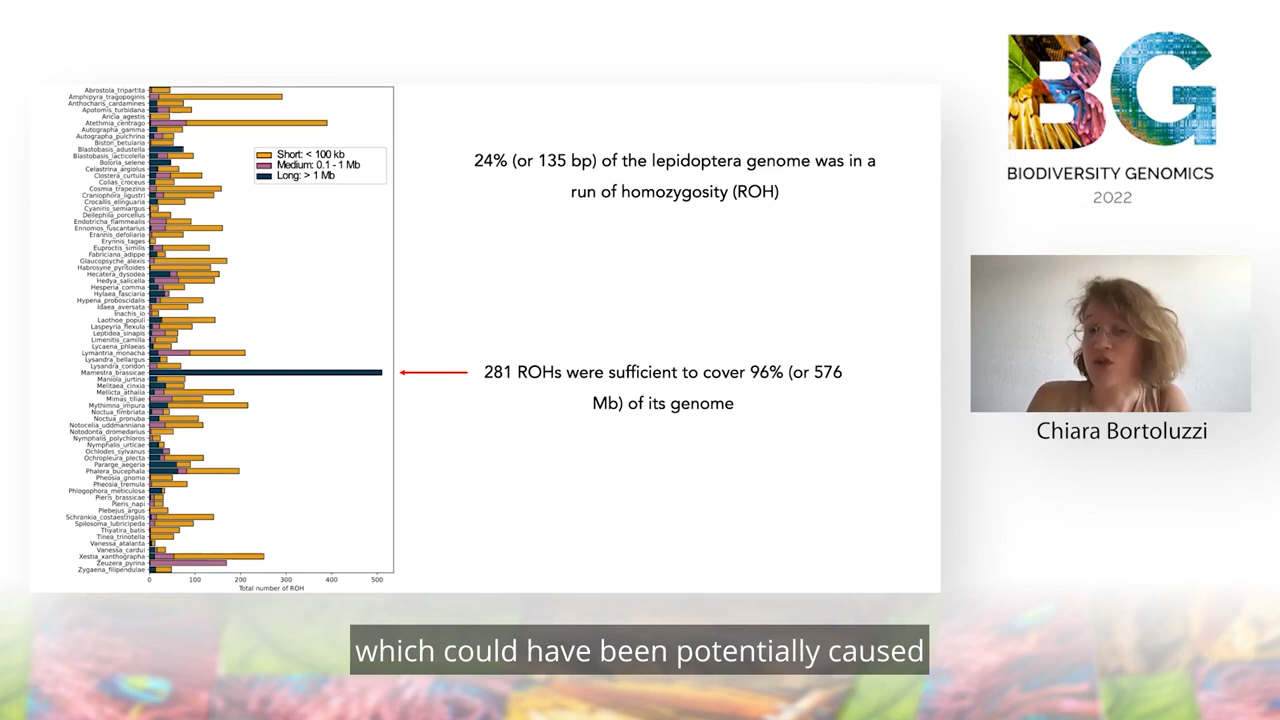 Abrostola_tripartita
Amphipyra_tragopoginis
Anthocharis_cardamines
Apotomis_turbidana
Aricia_agestis
Atethmia_centrago
Autographa_gamma
Autographa_pulchrina
Biston_betularia
Blastobasis_adustella
Blastobasis_lacticolella
Boloria_selene
Celastrina_argiolus
Clostera_curtula
Colias_croceus
Cosmia_trapezina
Craniophora_ligustri
Crocallis_elinguaria
Cyaniris_semiargus
Deilephila_porcellus
Endotricha_flammealis
Ennomos_fuscantarius
Erannis_defoliaria
Erynnis_tages
Euproctis_similis
Fabriciana_adippe
Glaucopsyche_alexis
Habrosyne_pyritoides
Hecatera_dysodea
Hedya_salicella
Hesperia_comma
Hylaea_fasciaria
Hypena_proboscidalis
Idaea_aversata
Inachis_io
Laothoe_populi
Laspeyria_flexula
Leptidea_sinapis
Limenitis_camilla
Lycaena_phlaeas
Lymantria_monacha
Lysandra_bellargus
Lysandra_coridon
Mamestra_brassicae
Maniola_jurtina
Melitaea_cinxia
Mellicta_athalia
Mimas_tiliae
Mythimna_impura
Noctua_fimbriata
Noctua_pronuba
Notocelia_uddmanniana
Notodonta_dromedarius
Nymphalis_polychloros
Nymphalis_urticae
Ochlodes_sylvanus
Ochropleura_plecta
Pararge_aegeria
Phalera_bucephala
Pheosia_gnoma
Pheosia_tremula
Phlogophora_meticulosa
Pieris_brassicae
Pieris_napi
Plebejus_argus
Schrankia_costaestrigalis
Spilosoma_lubricipeda
Thyatira_batis
Tinea_trinotella
Vanessa_atalanta
Vanessa_cardui
Xestia_xanthographa
Zeuzera_pyrina
Zygaena_filipendulae
0 100 200 300 400 500
Total number of ROH
Short: < 100 kb
Medium: 0.1 - 1 Mb
Long: > 1 Mb
24% (or 135 bp) of the lepidoptera genome was in a
run of homozygosity (ROH)
281 ROHs were sufficient to cover 96% (or 576
Mb) of its genome
BG
BIODIVERSITY GENOMICS
2022
Chiara Bortoluzzi
which could have been potentially caused